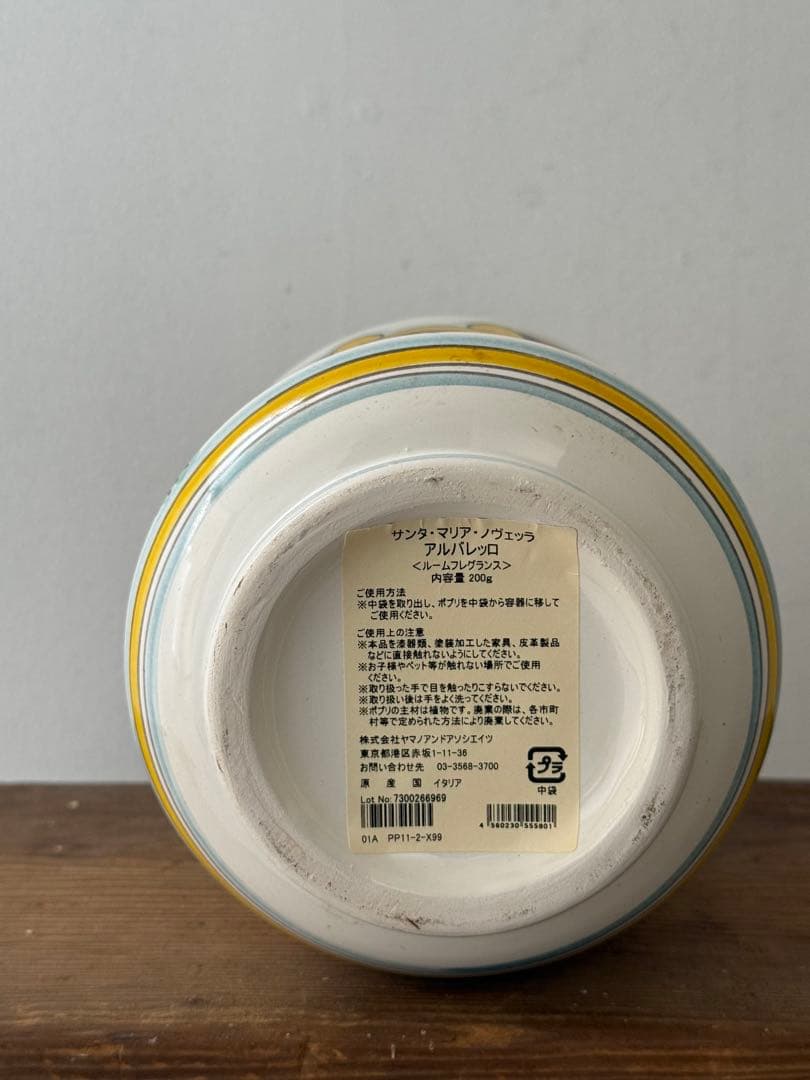 サンタ・マリア・ノヴェッラ
アルバレッロ
＜ルームフレグランス＞
内容量 200g
ご使用方法
※中袋を取り出し、ポプリを中袋から容器に移して
ご使用ください。
ご使用上の注意
※本品を漆器類、塗装加工した家具、皮革製品
などに直接触れないようにしてください。
※お子様やペット等が触れない場所でご使用
ください。
※取り扱った手で目を触ったりこすらないでください。
※取り扱い後は手をよく洗ってください。
※ポプリの主材は植物です。廃棄の際は、各市町
村等で定められた方法により廃棄してください。
株式会社ヤマノアンドアソシエイツ
東京都港区赤坂1-11-36
お問い合わせ先 03-3568-3700
原産国 イタリア
プラ
中袋
Lot No:7300266969
4560230555801
01A PP11-2-X99